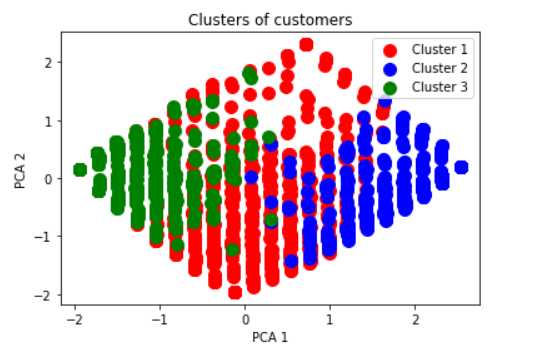 Clusters of customers
Cluster 1
Cluster 2
Cluster 3
PCA 2
2
1
0
−1
−2
−2
−1
0
1
2
PCA 1